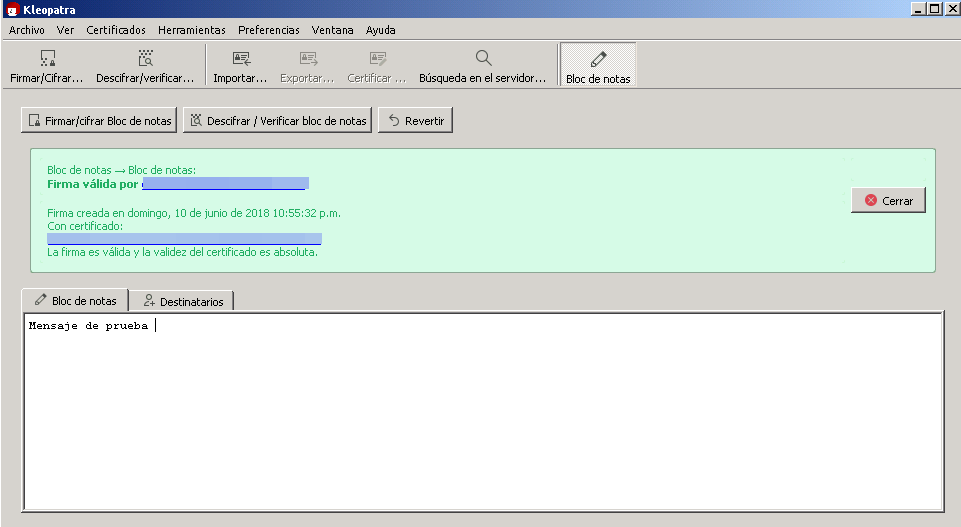 Kleopatra
Archivo Ver Certificados Herramientas Preferencias Ventana Ayuda
Firmar/Cifrar... Descifrar/verificar... Importar... Exportar... Certificar ... Búsqueda en el servidor... Bloc de notas
Firmar/cifrar Bloc de notas Descifrar / Verificar bloc de notas Revertir
Bloc de notas → Bloc de notas:
Firma válida por
Cerrar
Firma creada en domingo, 10 de junio de 2018 10:55:32 p.m.
Con certificado:
La firma es válida y la validez del certificado es absoluta.
Bloc de notas Destinatarios
Mensaje de prueba